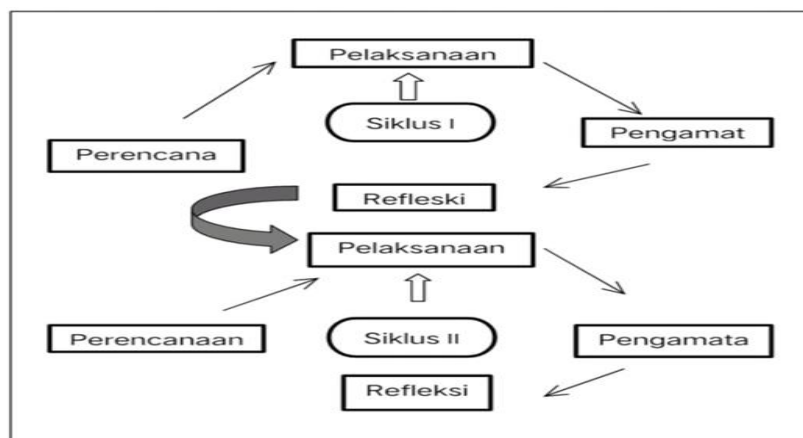 Pelaksanaan
Siklus I
Perencana
Pengamat
Refleski
Pelaksanaan
Perencanaan
Siklus II
Pengamata
Refleksi